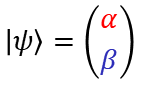 |ψ⟩ = (α
β)